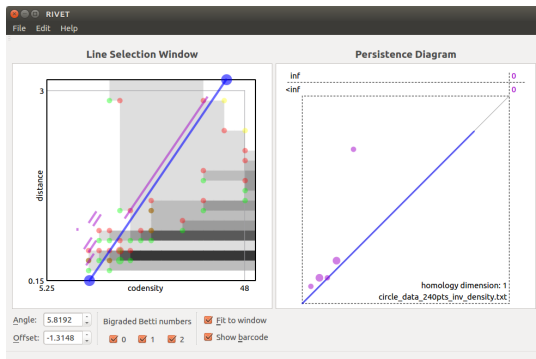 RIVET
File Edit Help
Line Selection Window
Persistence Diagram
3
distance
0.15
5.25
codensity
48
inf
0
<inf
0
homology dimension: 1
circle_data_240pts_inv_density.txt
Angle: 5.8192
Offset: -1.3148
Bigraded Betti numbers
0 1 2
Fit to window
Show barcode